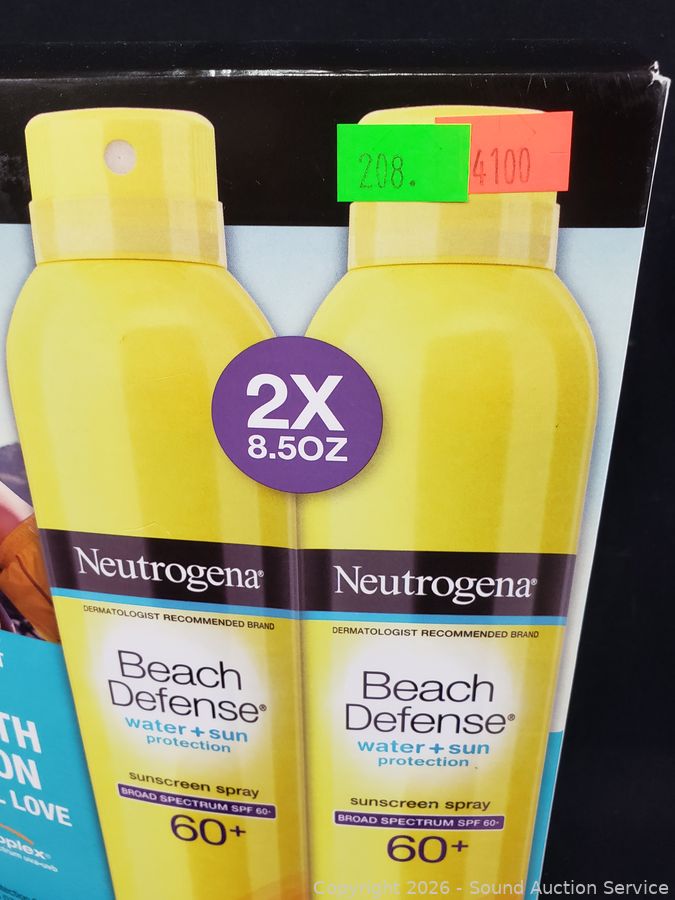 208.
4100
2X
8.5OZ
Neutrogena®
DERMATOLOGIST RECOMMENDED BRAND
Beach
Defense®
water + sun
protection
sunscreen spray
BROAD SPECTRUM SPF 60+
60+
Neutrogena®
DERMATOLOGIST RECOMMENDED BRAND
Beach
Defense®
water + sun
protection
sunscreen spray
BROAD SPECTRUM SPF 60+
60+
LOVE
Copyright 2026 - Sound Auction Service